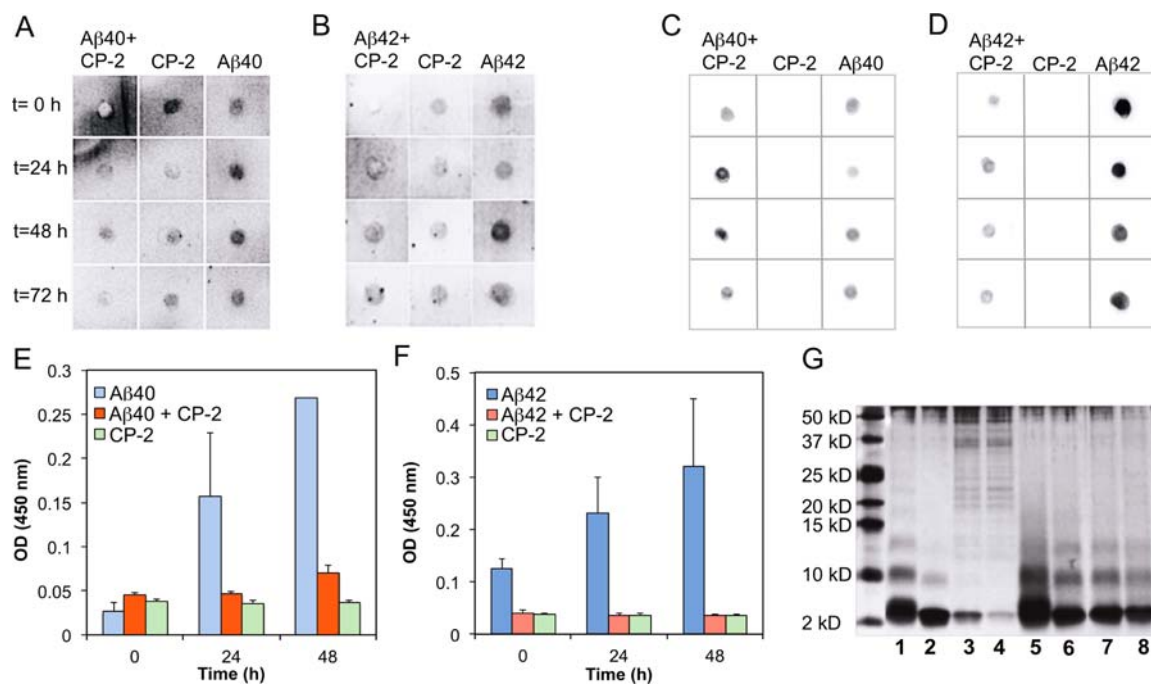 A
Aβ40+
CP-2 CP-2 Aβ40
t= 0 h
t=24 h
t=48 h
t=72 h
B
Aβ42+
CP-2 CP-2 Aβ42
C
Aβ40+
CP-2 CP-2 Aβ40
D
Aβ42+
CP-2 CP-2 Aβ42
E
Aβ40
Aβ40 + CP-2
CP-2
OD (450 nm)
0.3
0.25
0.2
0.15
0.1
0.05
0
0 24 48
Time (h)
F
Aβ42
Aβ42 + CP-2
CP-2
OD (450 nm)
0.5
0.4
0.3
0.2
0.1
0
0 24 48
Time (h)
G
50 kD
37 kD
25 kD
20 kD
15 kD
10 kD
2 kD
1 2 3 4 5 6 7 8